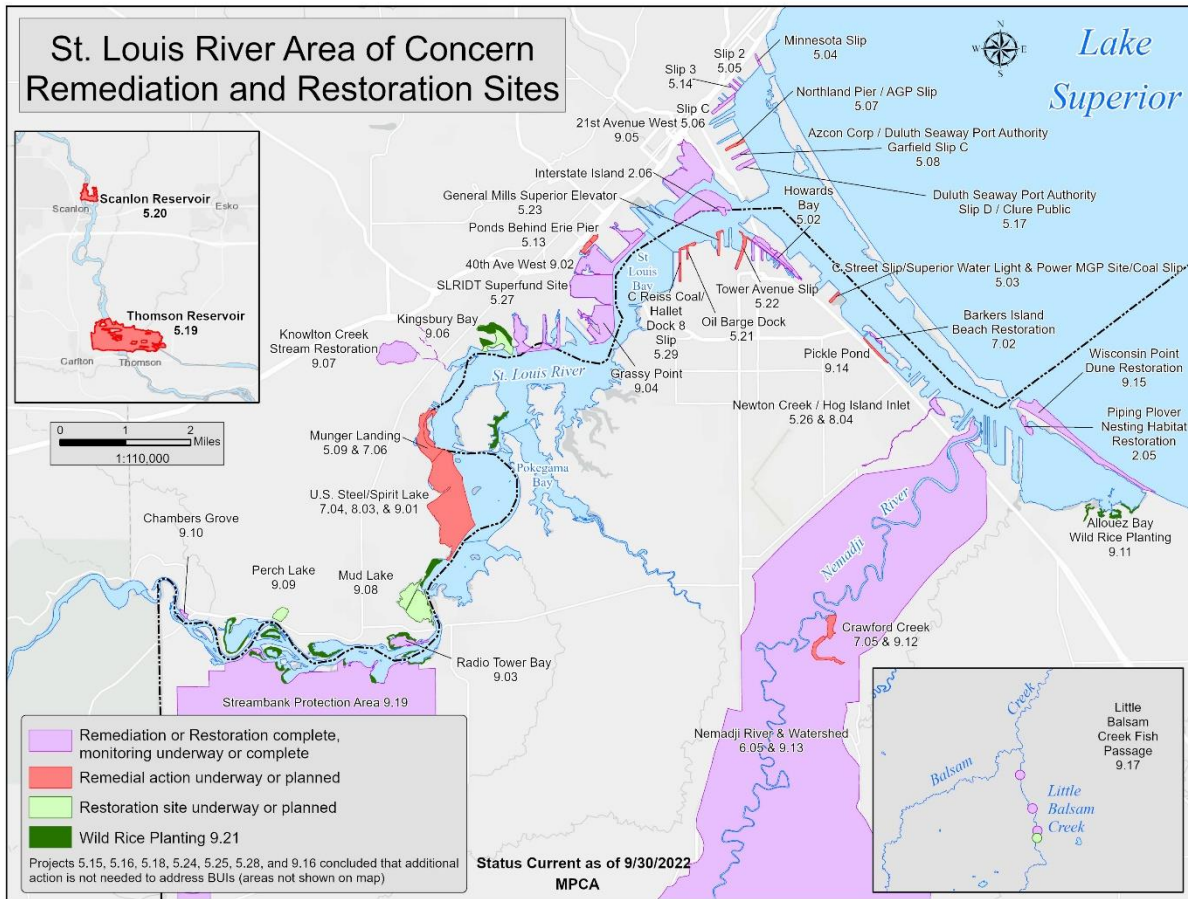 St. Louis River Area of Concern
Remediation and Restoration Sites
Lake
Superior
N
W
E
S
Minnesota Slip
5.04
Slip 2
5.05
Slip 3
5.14
Slip C
5.06
21st Avenue West
9.05
Northland Pier / AGP Slip
5.07
Azcon Corp / Duluth Seaway Port Authority
Garfield Slip C
5.08
Interstate Island 2.06
Howards
Bay
5.02
Duluth Seaway Port Authority
Slip D / Clure Public
5.17
General Mills Superior Elevator
5.23
Ponds Behind Erie Pier
5.13
40th Ave West 9.02
SLRIDT Superfund Site
5.27
St
Louis
Bay
C Street Slip/Superior Water Light & Power MGP Site/Coal Slip
5.03
Tower Avenue Slip
5.22
C Reiss Coal/
Hallet
Dock 8
Slip
5.29
Oil Barge Dock
5.21
Barkers Island
Beach Restoration
7.02
Kingsbury Bay
9.06
Knowlton Creek
Stream Restoration
9.07
St. Louis River
Grassy Point
9.04
Pickle Pond
9.14
Wisconsin Point
Dune Restoration
9.15
Newton Creek / Hog Island Inlet
5.26 & 8.04
Piping Plover
Nesting Habitat
Restoration
2.05
Scanlon Reservoir
5.20
Scanlon
Esko
Thomson Reservoir
5.19
Carlton
Thomson
0
1
2
Miles
1:110,000
Munger Landing
5.09 & 7.06
Pokegama
Bay
U.S. Steel/Spirit Lake
7.04, 8.03, & 9.01
Chambers Grove
9.10
Perch Lake
9.09
Mud Lake
9.08
Radio Tower Bay
9.03
Streambank Protection Area 9.19
Allouez Bay
Wild Rice Planting
9.11
Nemadji
River
Crawford Creek
7.05 & 9.12
Nemadji River & Watershed
6.05 & 9.13
Remediation or Restoration complete,
monitoring underway or complete
Remedial action underway or planned
Restoration site underway or planned
Wild Rice Planting 9.21
Projects 5.15, 5.16, 5.18, 5.24, 5.25, 5.28, and 9.16 concluded that additional
action is not needed to address BUIs (areas not shown on map)
Status Current as of 9/30/2022
MPCA
Creek
Balsam
Little
Balsam
Creek
Little
Balsam
Creek Fish
Passage
9.17